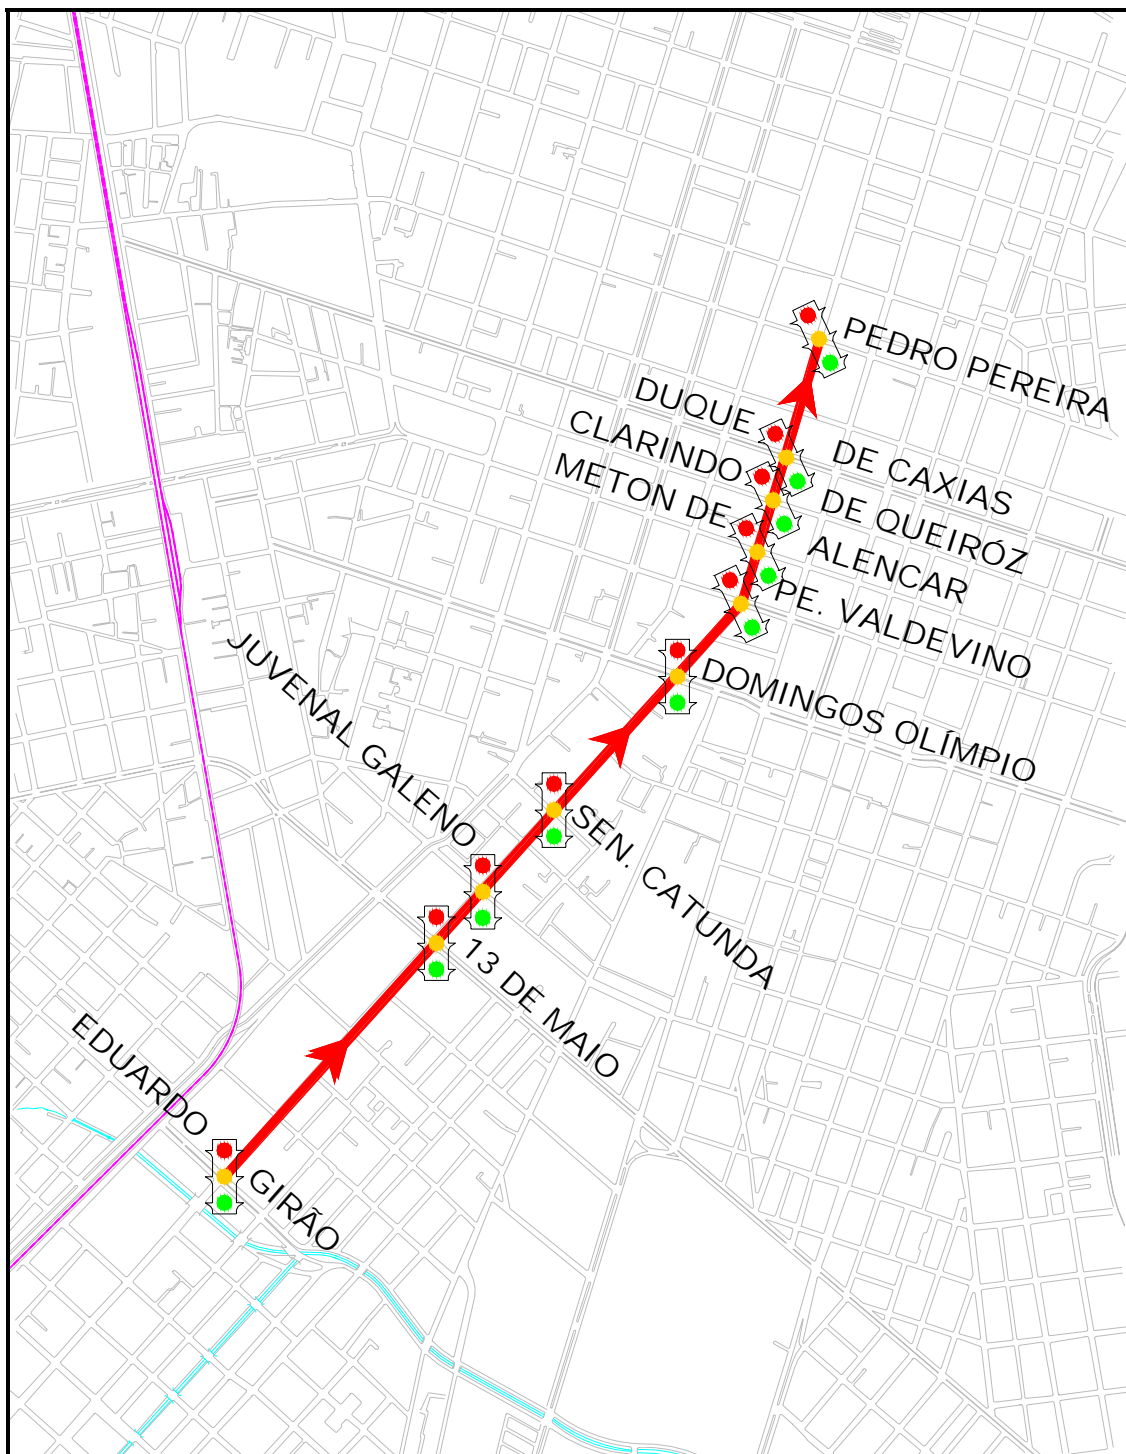 PEDRO PEREIRA
DUQUE DE CAXIAS
CLARINDO DE QUEIRÓZ
METON DE ALENCAR
PE. VALDEVINO
DOMINGOS OLÍMPIO
JUVENAL GALENO
SEN. CATUNDA
13 DE MAIO
EDUARDO GIRÃO